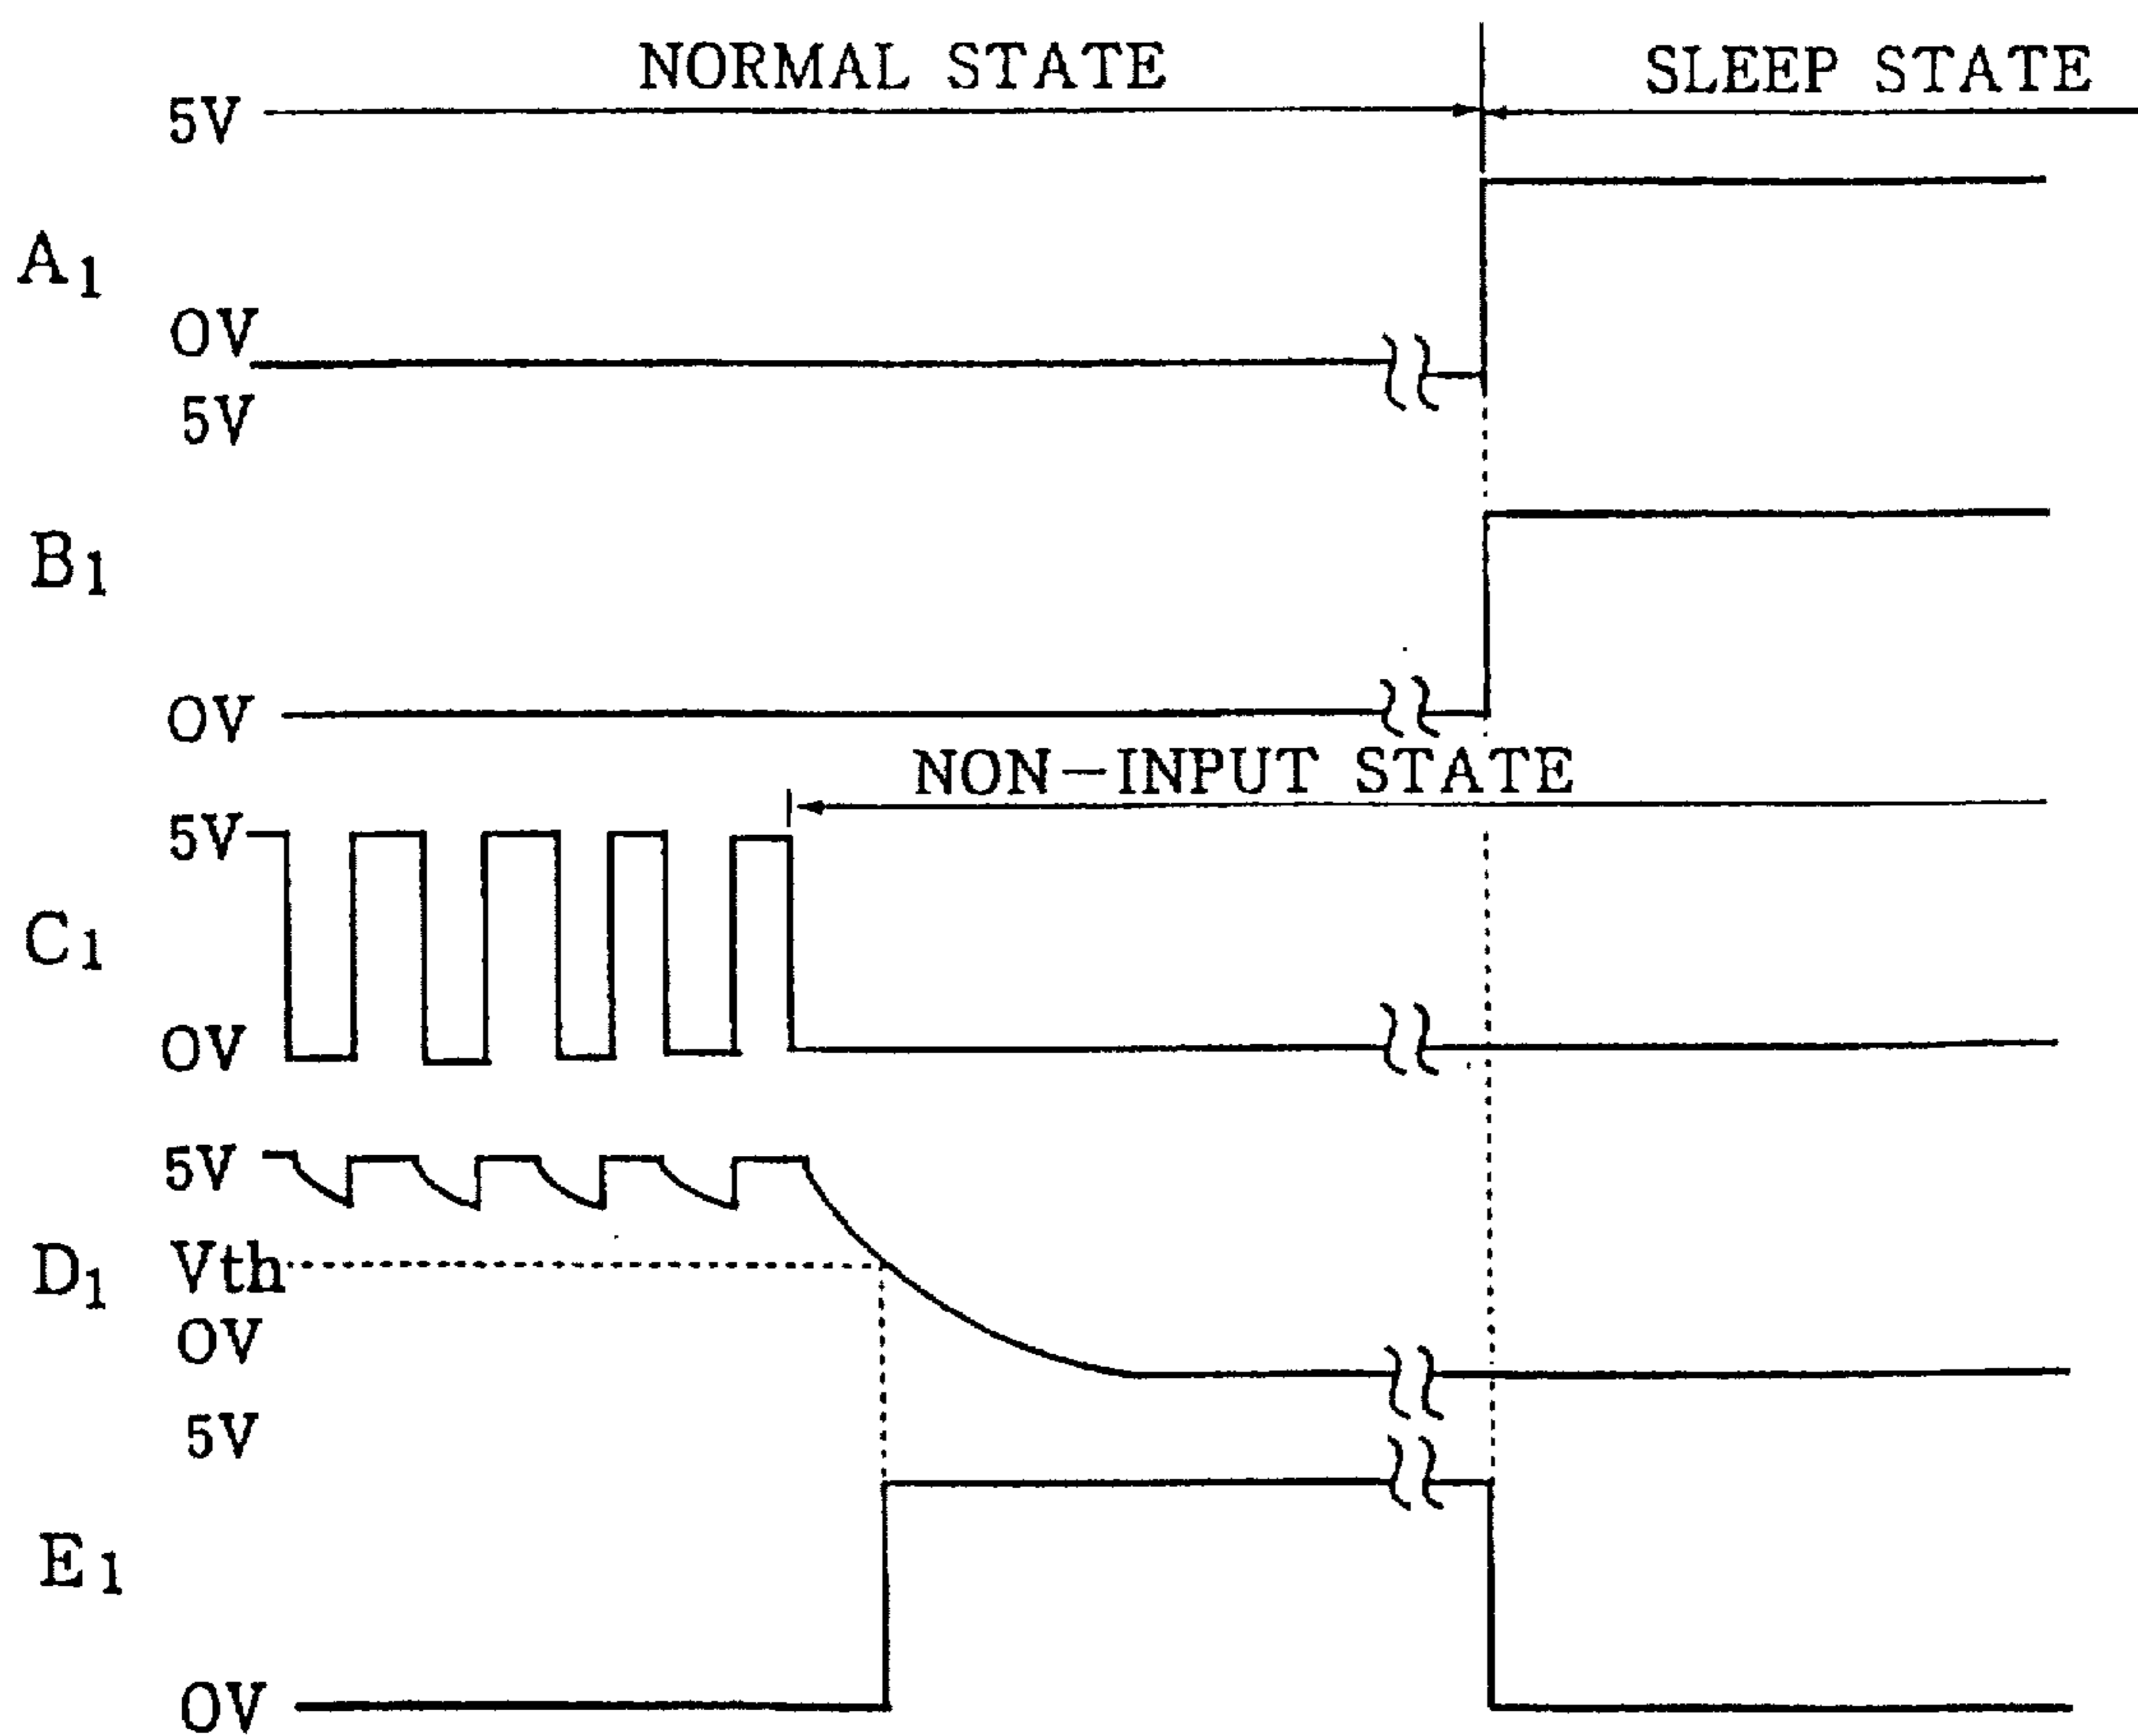 NORMAL STATE SLEEP STATE
5V
A1
0V
5V
B1
0V
NON-INPUT STATE
5V
C1
0V
5V
D1 Vth
0V
5V
E1
0V